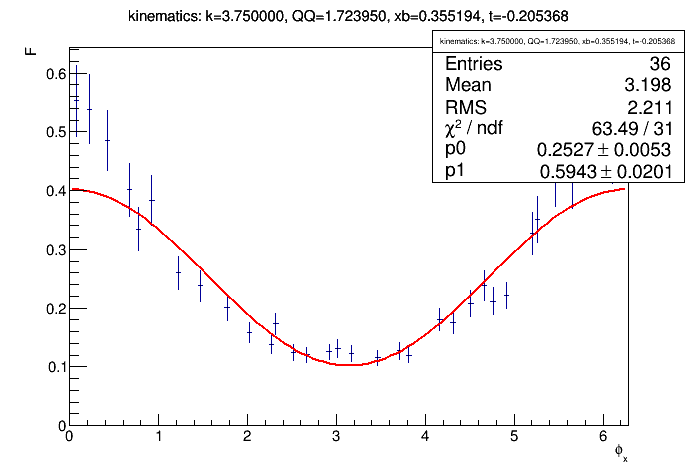 kinematics: k=3.750000, QQ=1.723950, xb=0.355194, t=-0.205368
F
kinematics: k=3.750000, QQ=1.723950, xb=0.355194, t=-0.205368
Entries 36
Mean 3.198
RMS 2.211
χ² / ndf 63.49 / 31
p0 0.2527 ± 0.0053
p1 0.5943 ± 0.0201
0.6
0.5
0.4
0.3
0.2
0.1
0
0 1 2 3 4 5 6
ϕₓ